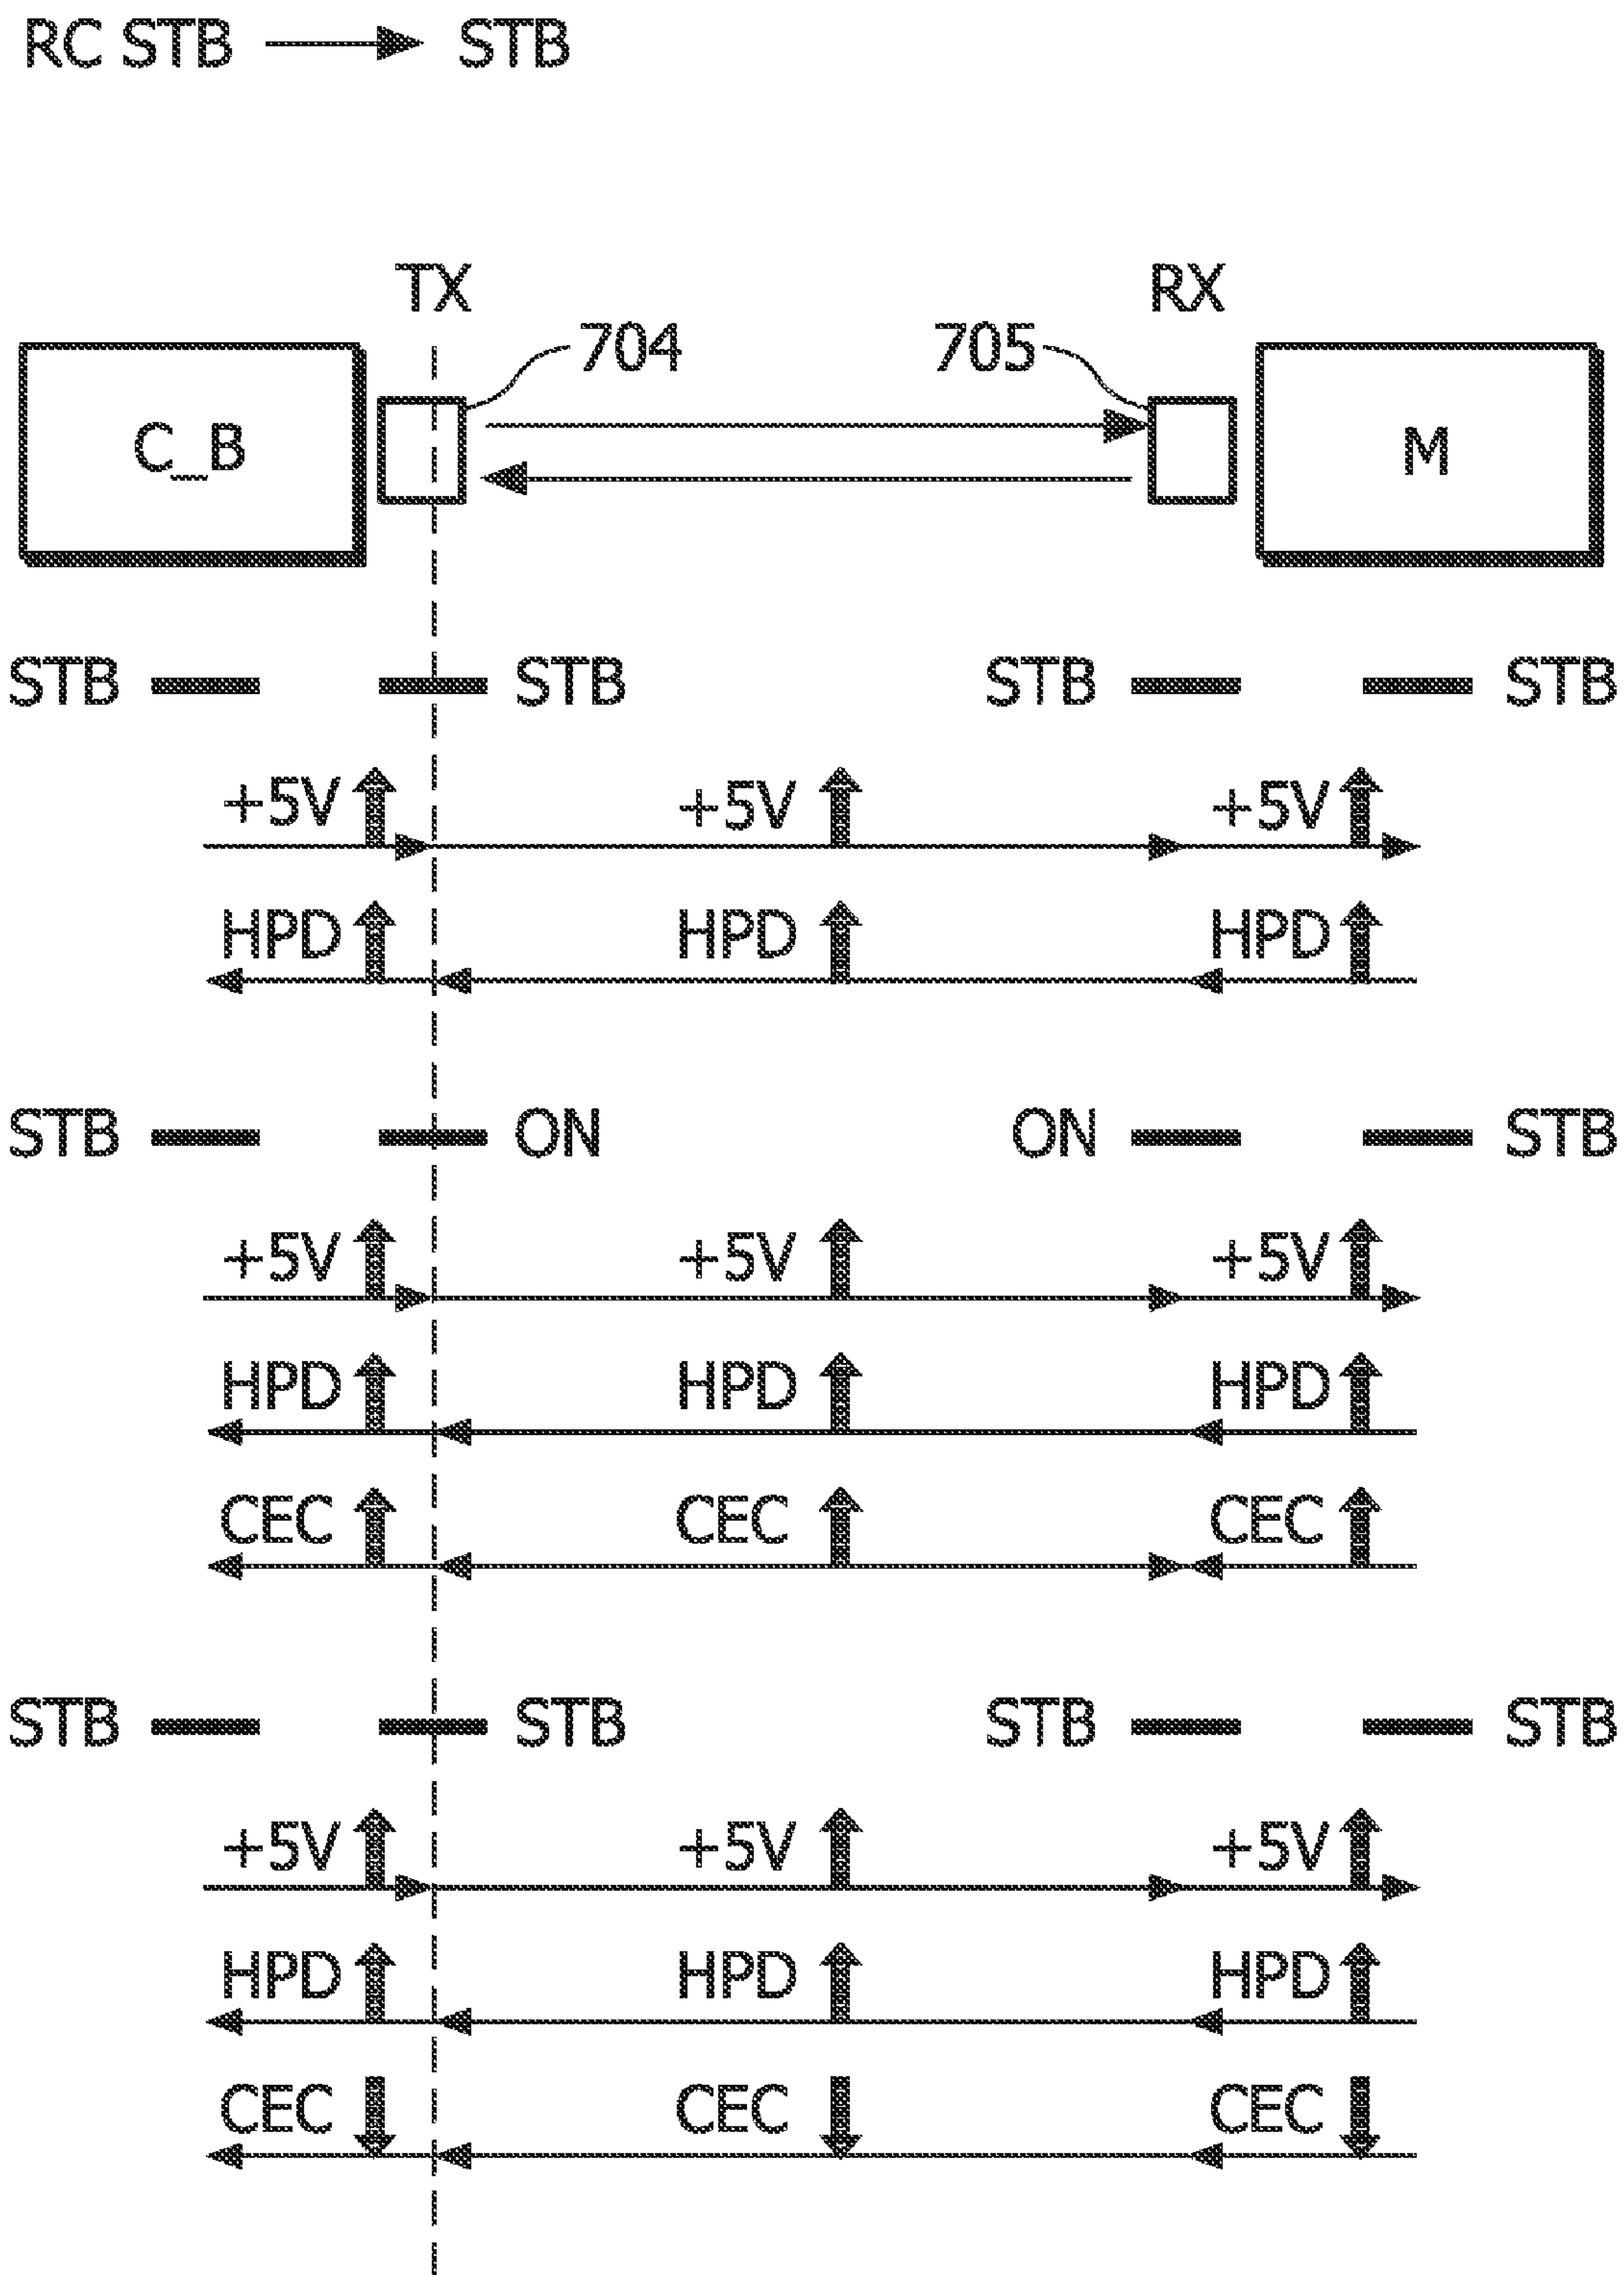 RC STB STB
TX RX
704 705
C_B M
STB STB STB STB
+5V +5V +5V
HPD HPD HPD
STB ON ON STB
+5V +5V +5V
HPD HPD HPD
CEC CEC CEC
STB STB STB STB
+5V +5V +5V
HPD HPD HPD
CEC CEC CEC